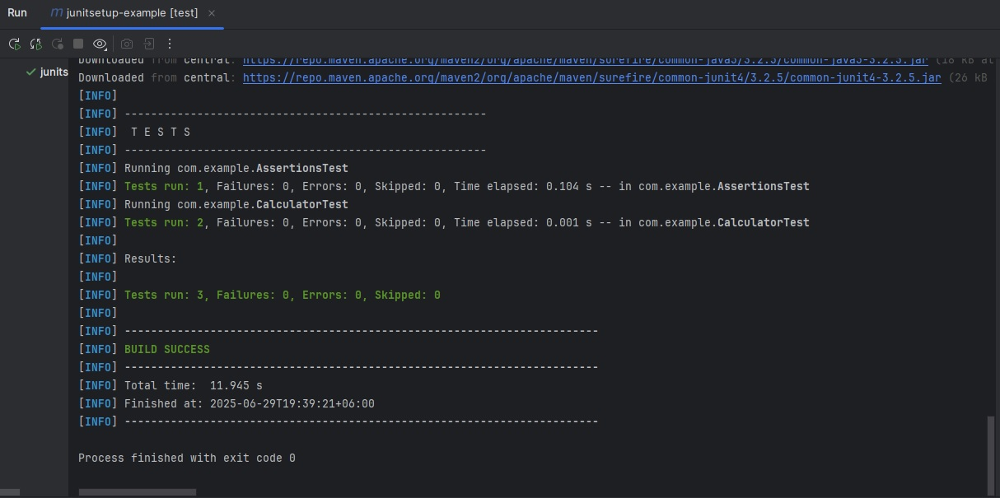 Run
junitsetup-example [test]
junits
Downloaded from central: https://repo.maven.apache.org/maven2/org/apache/maven/surefire/common-java5/3.2.5/common-java5-3.2.5.jar (18 kB at
Downloaded from central: https://repo.maven.apache.org/maven2/org/apache/maven/surefire/common-junit4/3.2.5/common-junit4-3.2.5.jar (26 kB
[INFO]
[INFO] -------------------------------------------------------
[INFO]  T E S T S
[INFO] -------------------------------------------------------
[INFO] Running com.example.AssertionsTest
[INFO] Tests run: 1, Failures: 0, Errors: 0, Skipped: 0, Time elapsed: 0.104 s -- in com.example.AssertionsTest
[INFO] Running com.example.CalculatorTest
[INFO] Tests run: 2, Failures: 0, Errors: 0, Skipped: 0, Time elapsed: 0.001 s -- in com.example.CalculatorTest
[INFO]
[INFO] Results:
[INFO]
[INFO] Tests run: 3, Failures: 0, Errors: 0, Skipped: 0
[INFO]
[INFO] ------------------------------------------------------------------------
[INFO] BUILD SUCCESS
[INFO] ------------------------------------------------------------------------
[INFO] Total time:  11.945 s
[INFO] Finished at: 2025-06-29T19:39:21+06:00
[INFO] ------------------------------------------------------------------------
Process finished with exit code 0